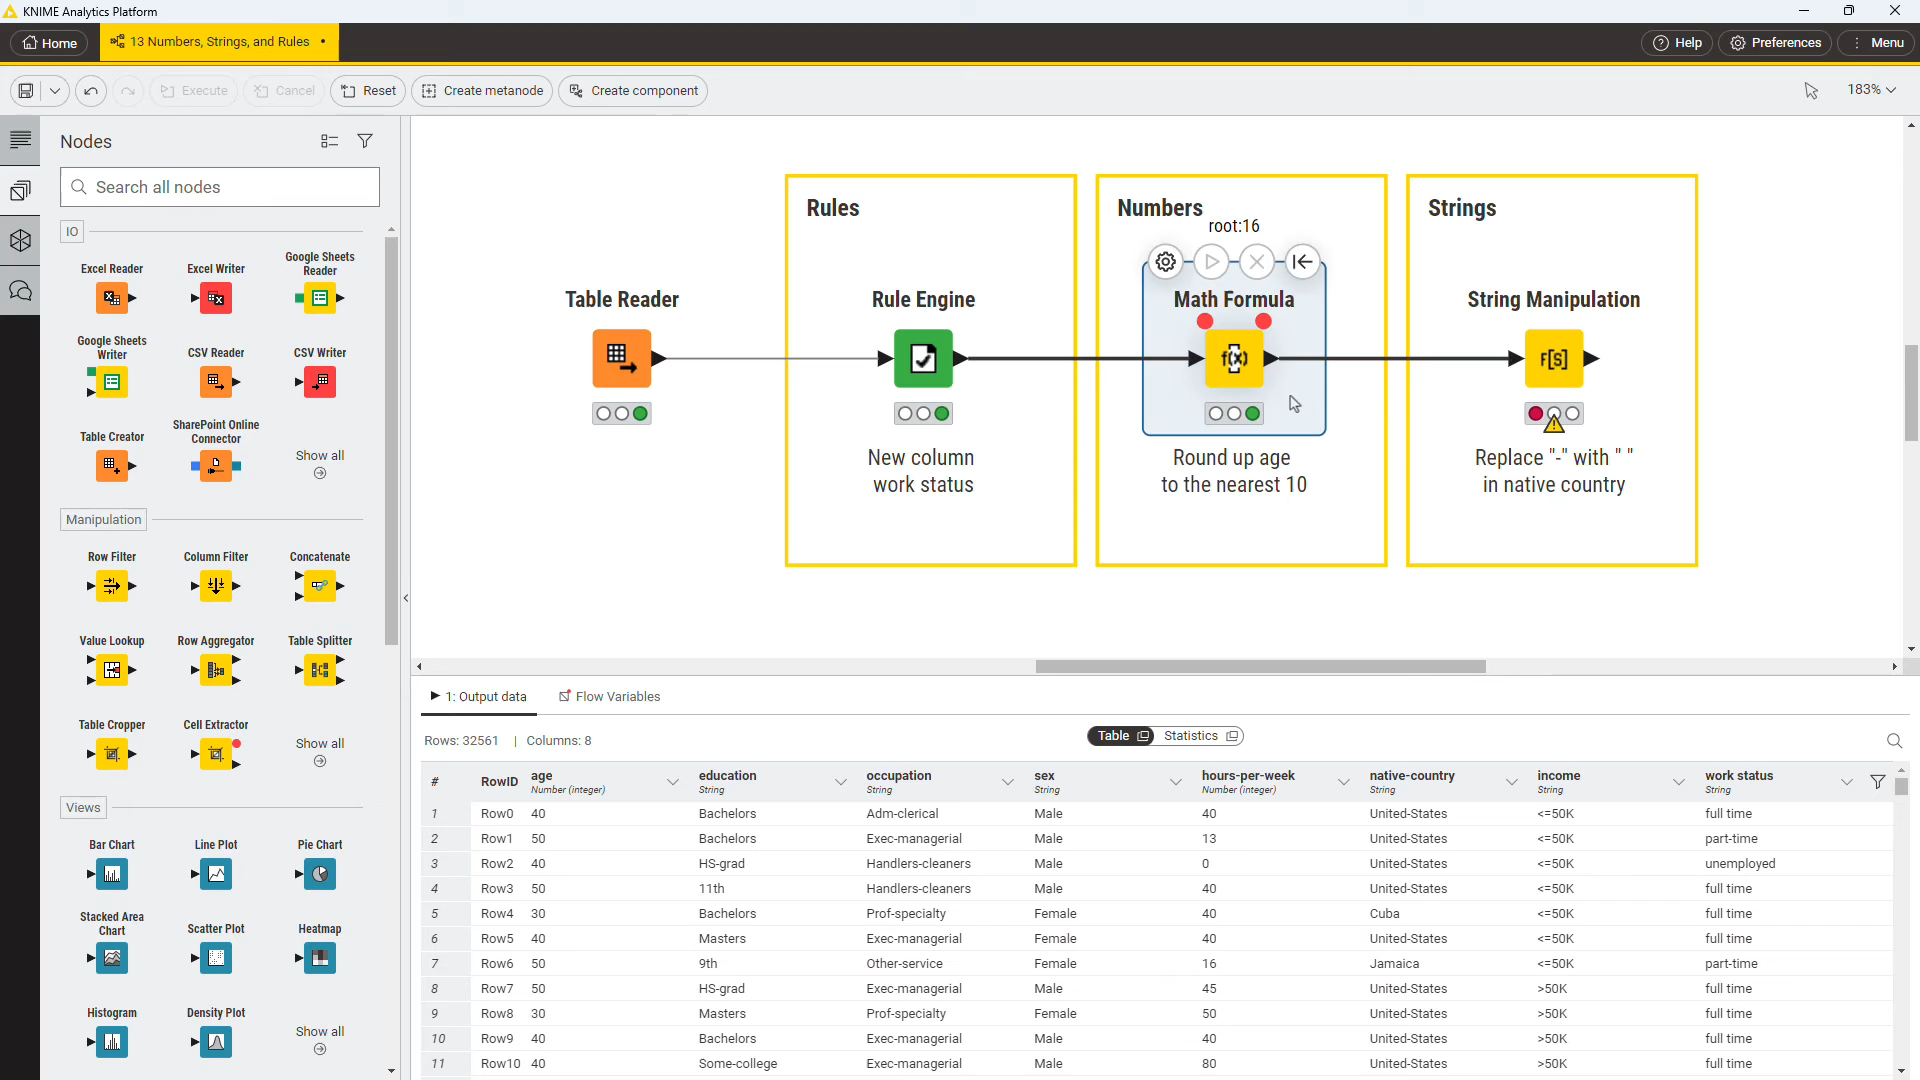 KNIME Analytics Platform
Home
13 Numbers, Strings, and Rules •
Help
Preferences
Menu
Execute
Cancel
Reset
Create metanode
Create component
183%
Nodes
Search all nodes
IO
Excel Reader
Excel Writer
Google Sheets
Reader
Google Sheets
Writer
CSV Reader
CSV Writer
Table Creator
SharePoint Online
Connector
Show all
Manipulation
Row Filter
Column Filter
Concatenate
Value Lookup
Row Aggregator
Table Splitter
Table Cropper
Cell Extractor
Show all
Views
Bar Chart
Line Plot
Pie Chart
Stacked Area
Chart
Scatter Plot
Heatmap
Histogram
Density Plot
Show all
Table Reader
Rules
Rule Engine
New column
work status
Numbers
root:16
Math Formula
f(x)
Round up age
to the nearest 10
Strings
String Manipulation
F[S]
Replace "-" with " "
in native country
1: Output data
Flow Variables
Rows: 32561 | Columns: 8
Table
Statistics
# RowID age education occupation sex hours-per-week native-country income work status
Number (integer) String String String Number (integer) String String String
1 Row0 40 Bachelors Adm-clerical Male 40 United-States <=50K full time
2 Row1 50 Bachelors Exec-managerial Male 13 United-States <=50K part-time
3 Row2 40 HS-grad Handlers-cleaners Male 0 United-States <=50K unemployed
4 Row3 50 11th Handlers-cleaners Male 40 United-States <=50K full time
5 Row4 30 Bachelors Prof-specialty Female 40 Cuba <=50K full time
6 Row5 40 Masters Exec-managerial Female 40 United-States <=50K full time
7 Row6 50 9th Other-service Female 16 Jamaica <=50K part-time
8 Row7 50 HS-grad Exec-managerial Male 45 United-States >50K full time
9 Row8 30 Masters Prof-specialty Female 50 United-States >50K full time
10 Row9 40 Bachelors Exec-managerial Male 40 United-States >50K full time
11 Row10 40 Some-college Exec-managerial Male 80 United-States >50K full time